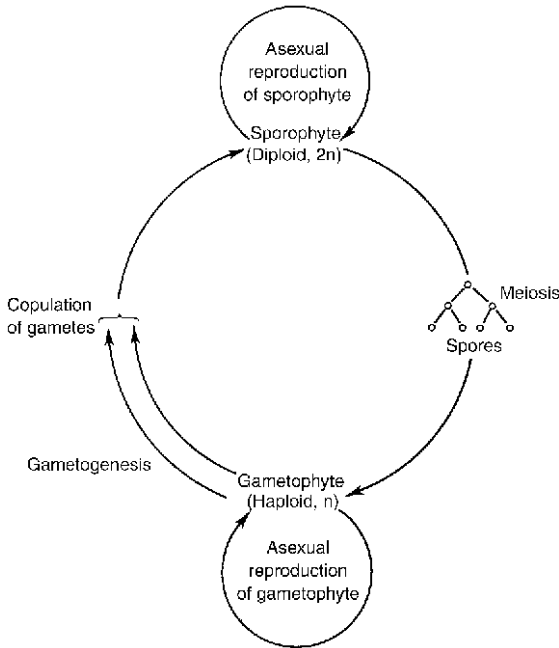 Asexual
reproduction
of sporophyte
Sporophyte
(Diploid, 2n)
Copulation
of gametes
Meiosis
Spores
Gametogenesis
Gametophyte
(Haploid, n)
Asexual
reproduction
of gametophyte